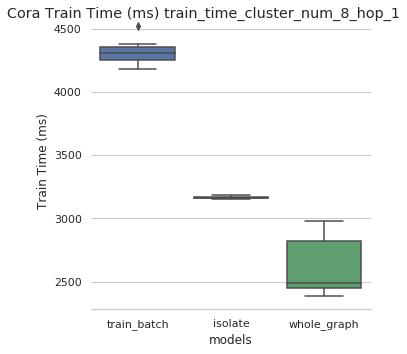 Cora Train Time (ms) train_time_cluster_num_8_hop_1
4500
4000
3500
3000
2500
Train Time (ms)
train_batch isolate whole_graph
models